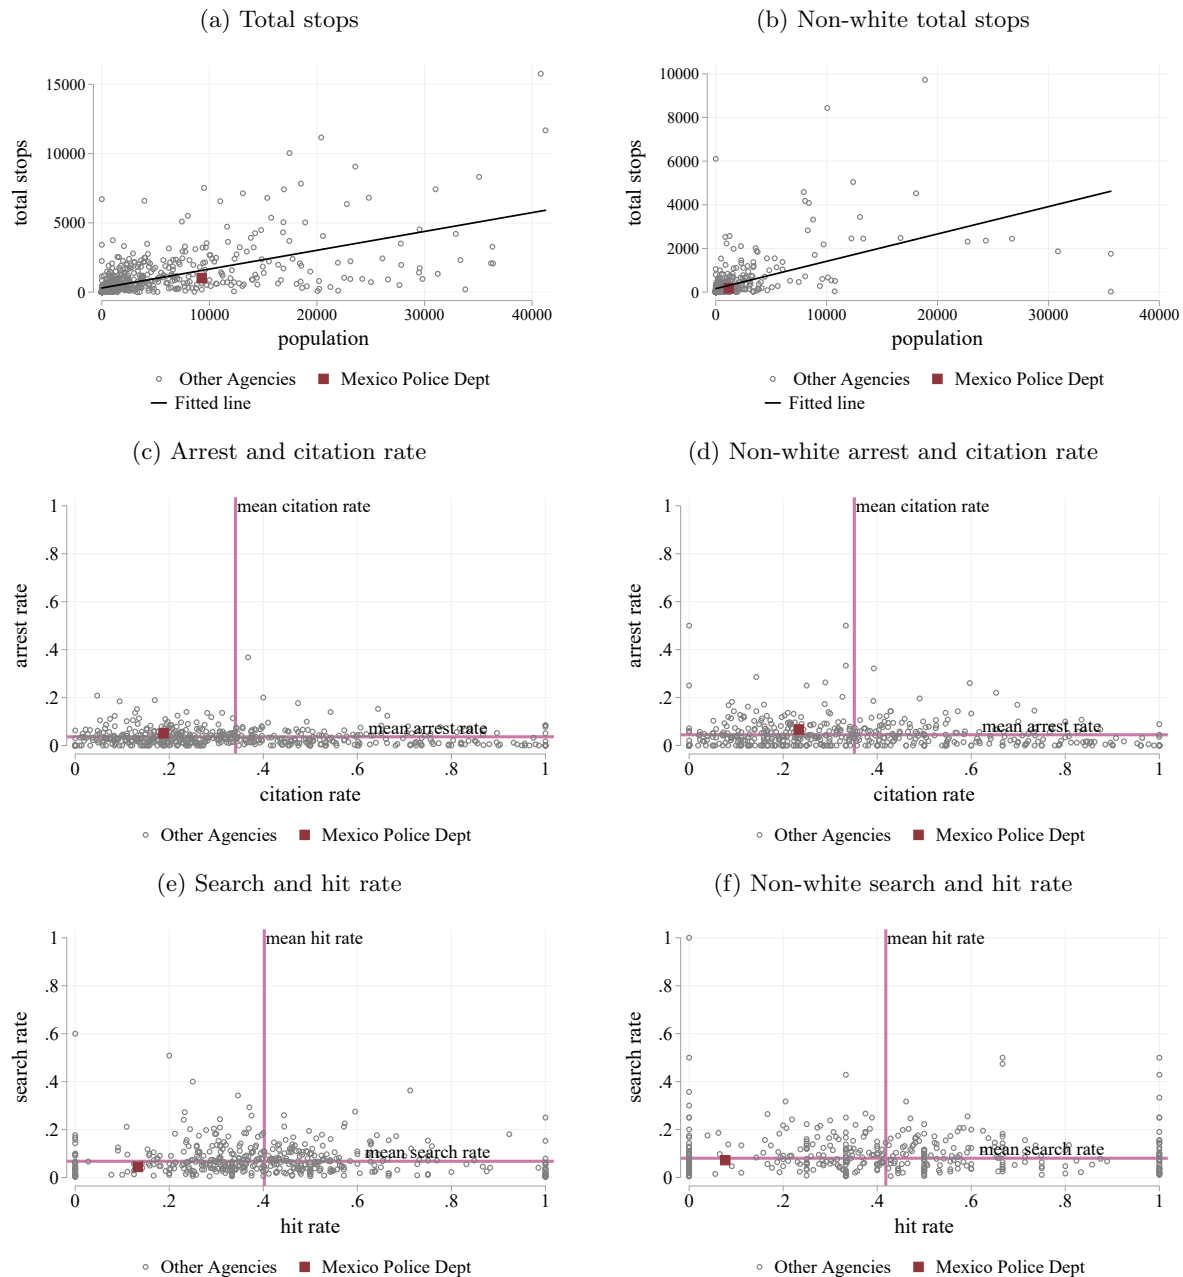 (a) Total stops
(b) Non-white total stops
total stops
15000
10000
5000
0
0
10000
20000
30000
40000
population
Other Agencies
Mexico Police Dept
Fitted line
total stops
10000
8000
6000
4000
2000
0
0
10000
20000
30000
40000
population
Other Agencies
Mexico Police Dept
Fitted line
(c) Arrest and citation rate
(d) Non-white arrest and citation rate
arrest rate
1
.8
.6
.4
.2
0
mean citation rate
mean arrest rate
0
.2
.4
.6
.8
1
citation rate
Other Agencies
Mexico Police Dept
arrest rate
1
.8
.6
.4
.2
0
mean citation rate
mean arrest rate
0
.2
.4
.6
.8
1
citation rate
Other Agencies
Mexico Police Dept
(e) Search and hit rate
(f) Non-white search and hit rate
search rate
1
.8
.6
.4
.2
0
mean hit rate
mean search rate
0
.2
.4
.6
.8
1
hit rate
Other Agencies
Mexico Police Dept
search rate
1
.8
.6
.4
.2
0
mean hit rate
mean search rate
0
.2
.4
.6
.8
1
hit rate
Other Agencies
Mexico Police Dept